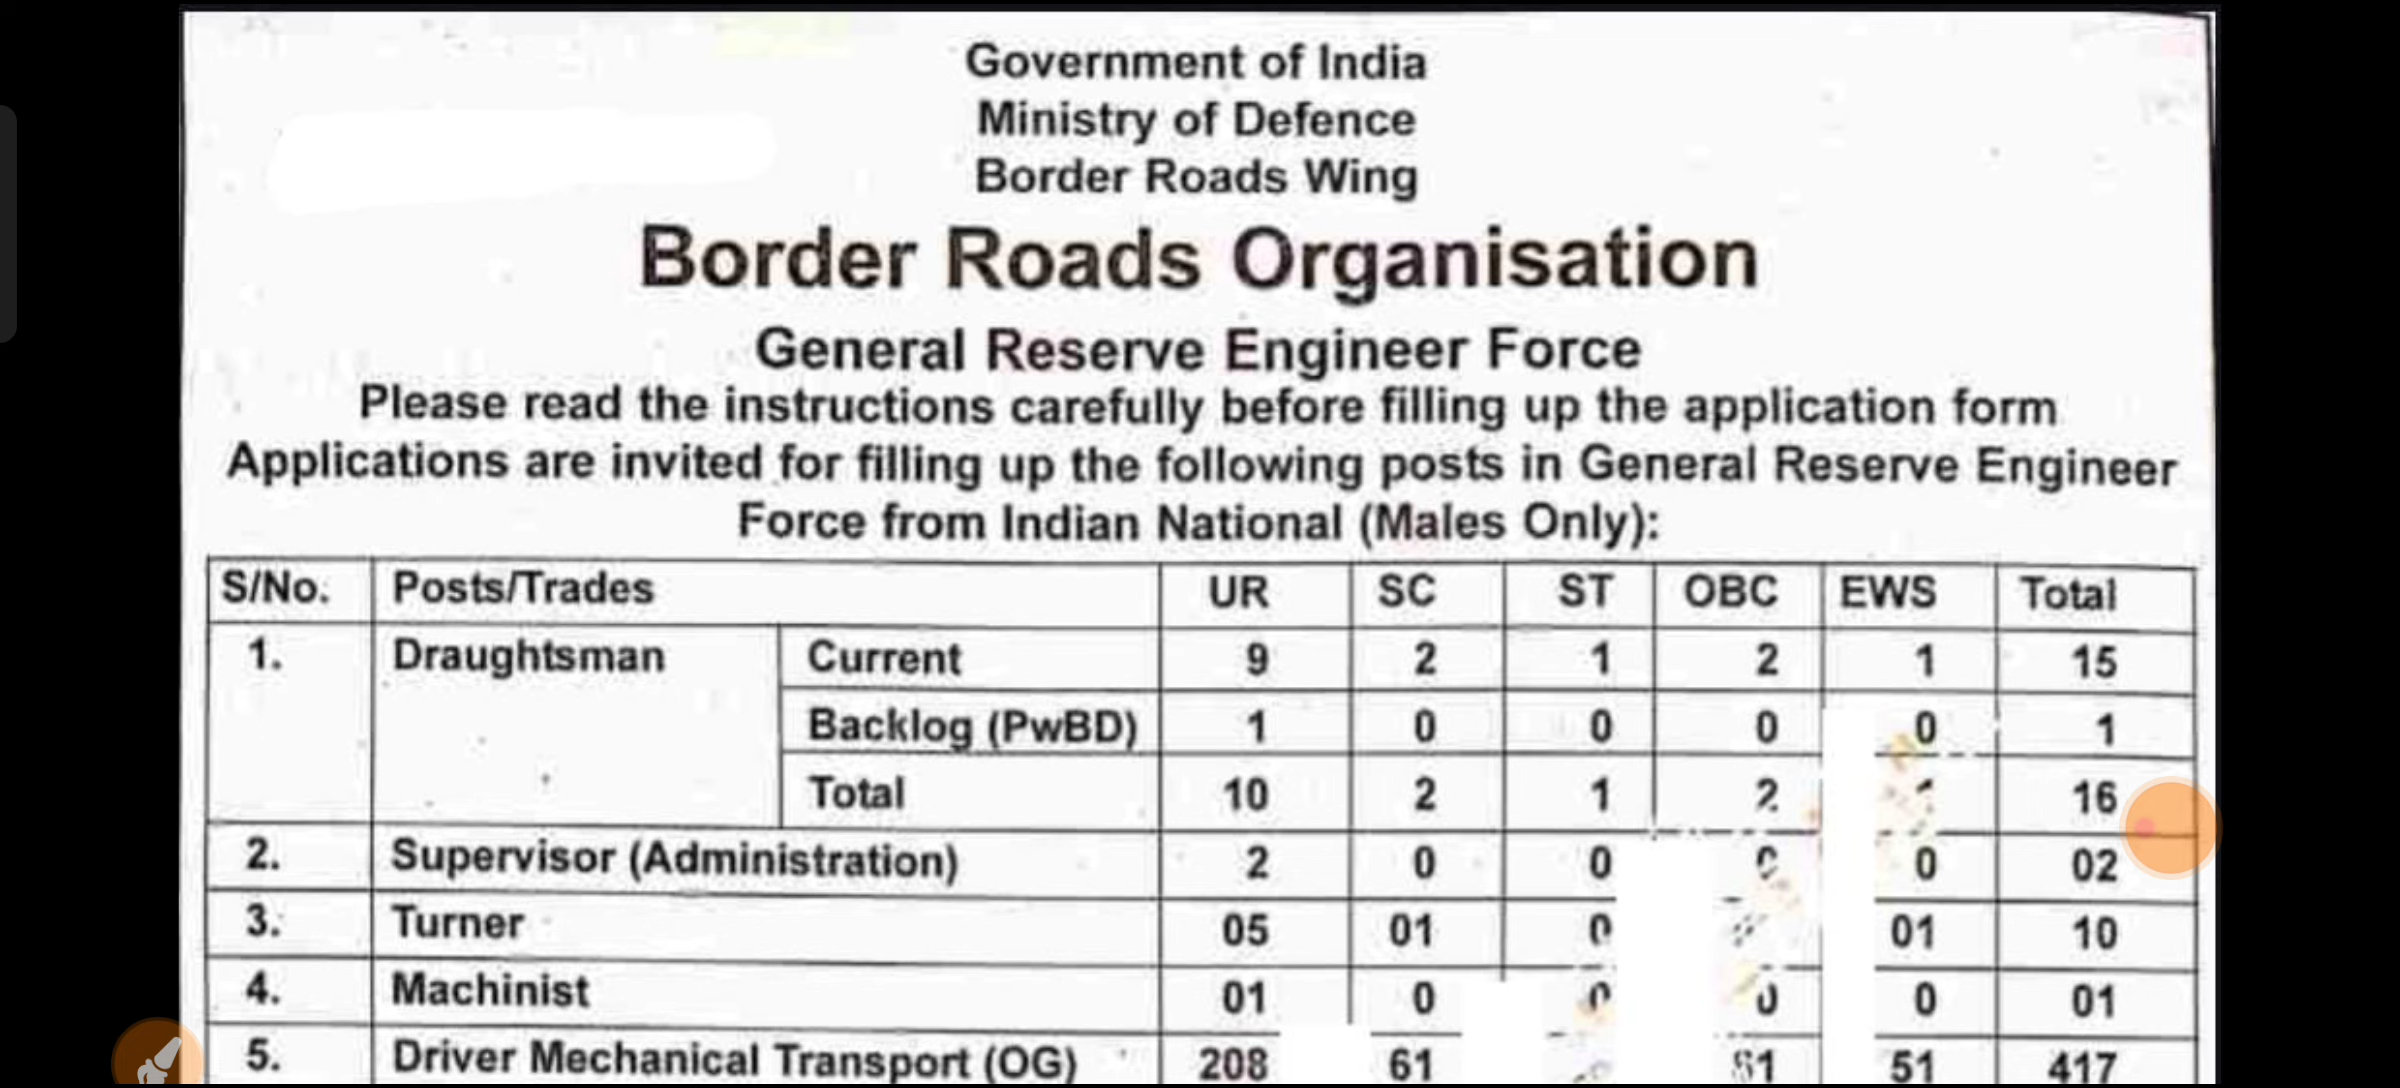 Government of India
Ministry of Defence
Border Roads Wing
Border Roads Organisation
General Reserve Engineer Force
Please read the instructions carefully before filling up the application form
Applications are invited for filling up the following posts in General Reserve Engineer
Force from Indian National (Males Only):
S/No. Posts/Trades UR SC ST OBC EWS Total
1. Draughtsman Current 9 2 1 2 1 15
Backlog (PwBD) 1 0 0 0 0 1
Total 10 2 1 2 16
2. Supervisor (Administration) 2 0 0 0 02
3. Turner 05 01 01 10
4. Machinist 01 0 0 01
5. Driver Mechanical Transport (OG) 208 61 51 417